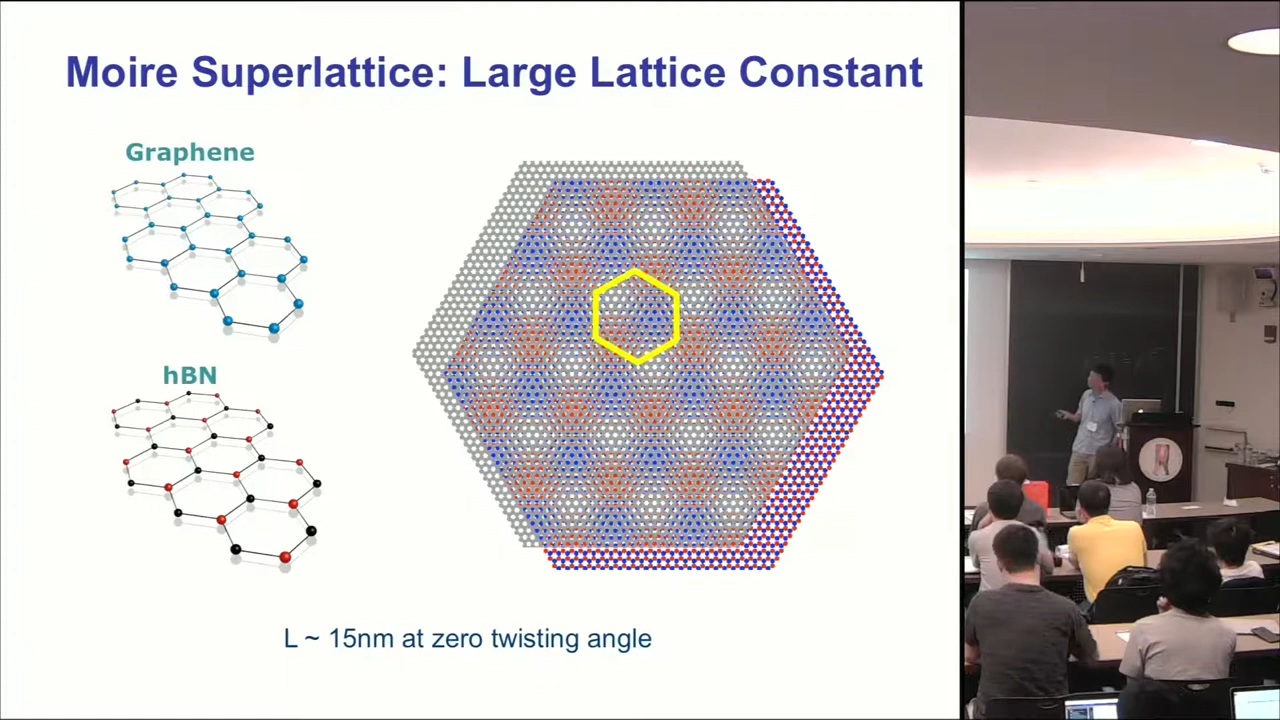 Moire Superlattice: Large Lattice Constant
Graphene
hBN
L ~ 15nm at zero twisting angle